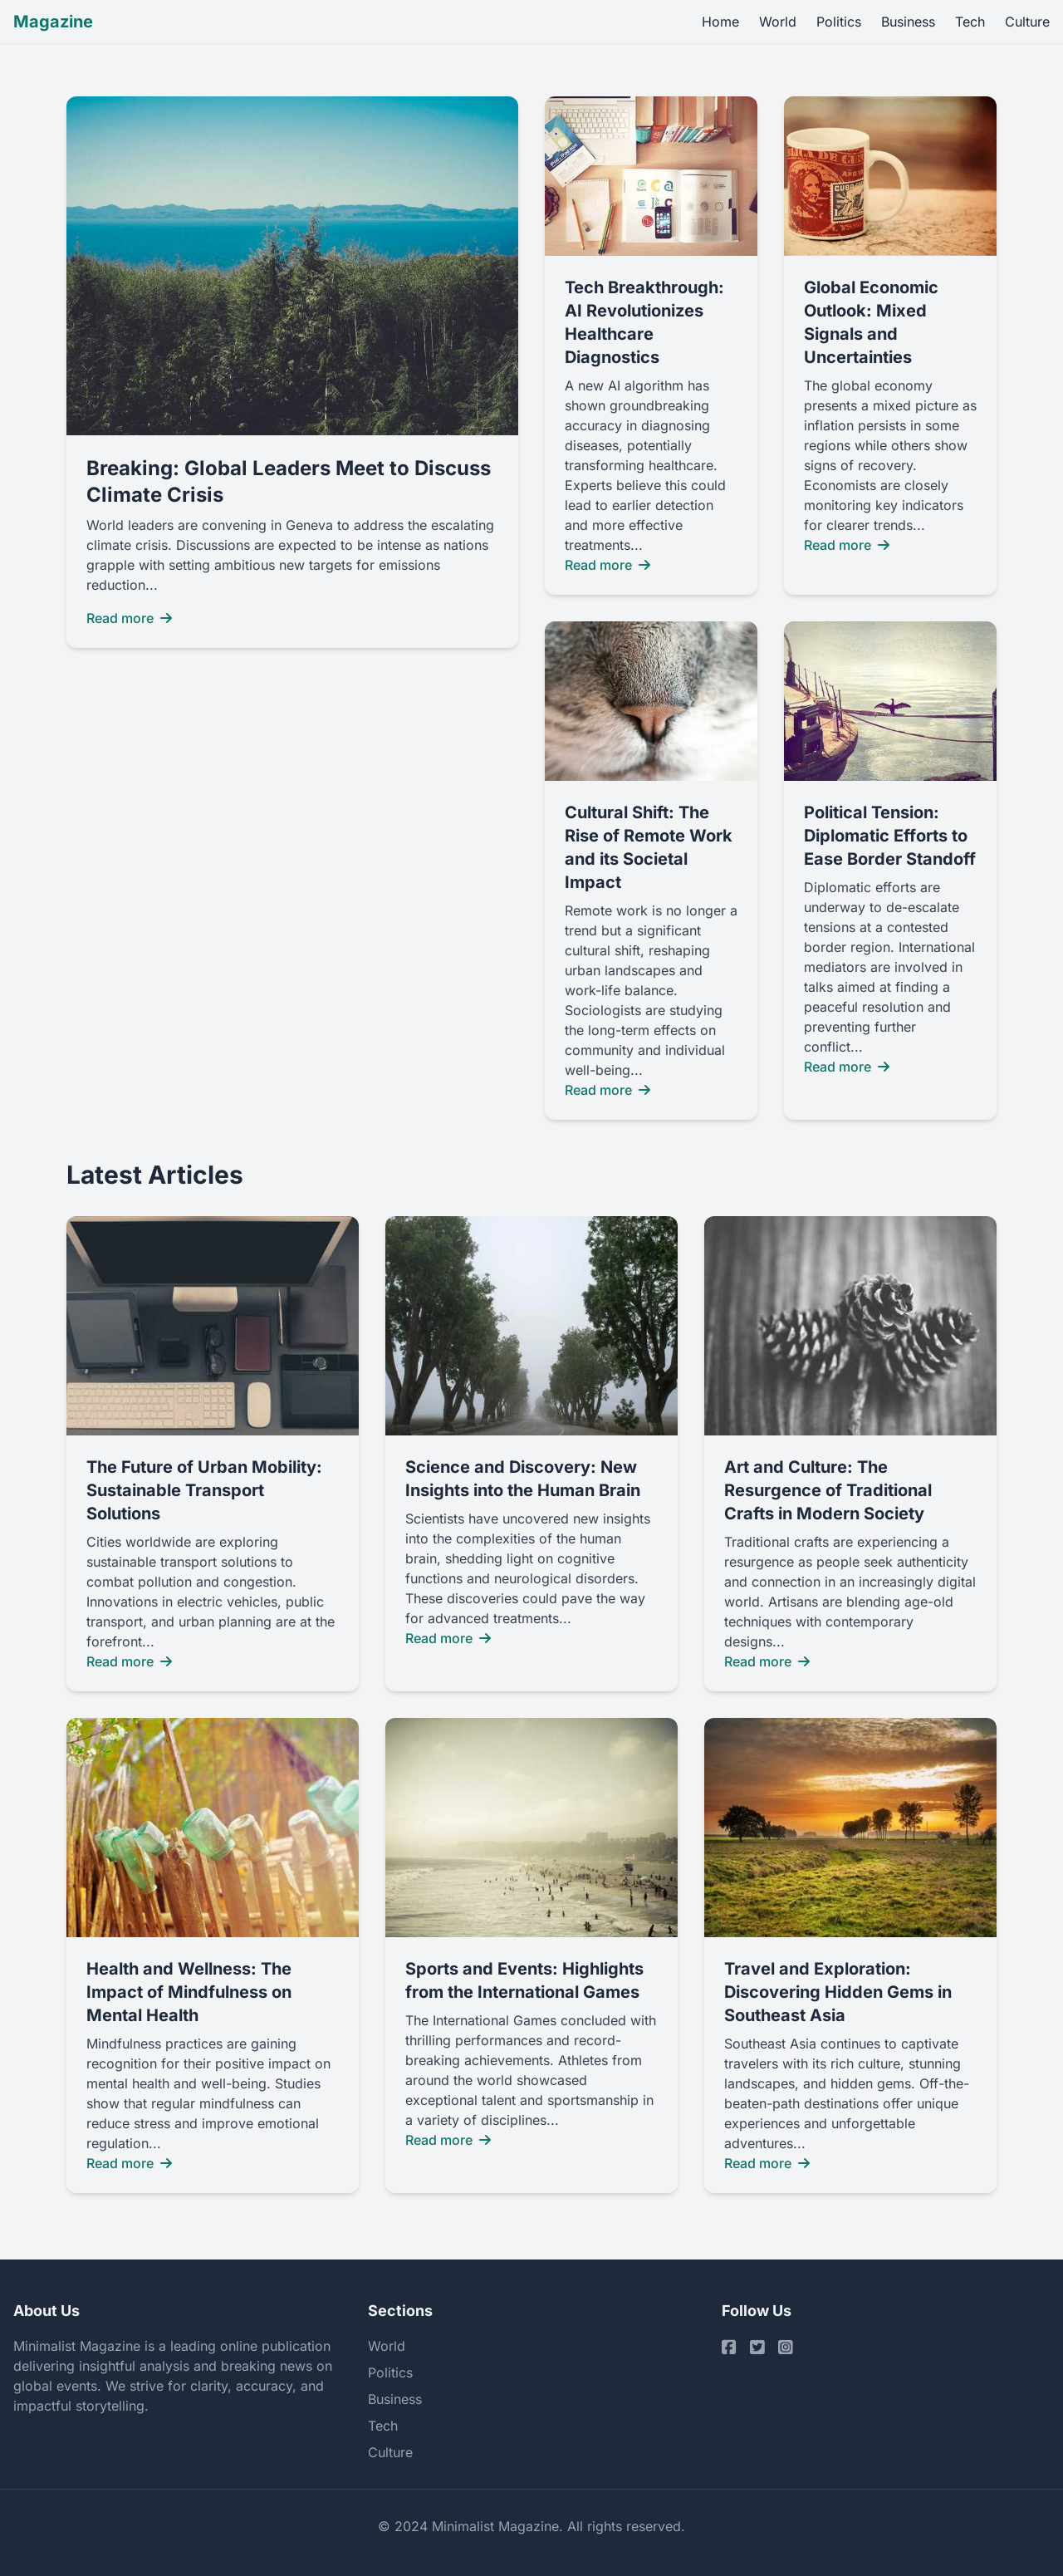 Magazine
Home World Politics Business Tech Culture
Breaking: Global Leaders Meet to Discuss
Climate Crisis
World leaders are convening in Geneva to address the escalating
climate crisis. Discussions are expected to be intense as nations
grapple with setting ambitious new targets for emissions
reduction...
Read more
Tech Breakthrough:
AI Revolutionizes
Healthcare
Diagnostics
A new AI algorithm has
shown groundbreaking
accuracy in diagnosing
diseases, potentially
transforming healthcare.
Experts believe this could
lead to earlier detection
and more effective
treatments...
Read more
Global Economic
Outlook: Mixed
Signals and
Uncertainties
The global economy
presents a mixed picture as
inflation persists in some
regions while others show
signs of recovery.
Economists are closely
monitoring key indicators
for clearer trends...
Read more
Cultural Shift: The
Rise of Remote Work
and its Societal
Impact
Remote work is no longer a
trend but a significant
cultural shift, reshaping
urban landscapes and
work-life balance.
Sociologists are studying
the long-term effects on
community and individual
well-being...
Read more
Political Tension:
Diplomatic Efforts to
Ease Border Standoff
Diplomatic efforts are
underway to de-escalate
tensions at a contested
border region. International
mediators are involved in
talks aimed at finding a
peaceful resolution and
preventing further
conflict...
Read more
Latest Articles
The Future of Urban Mobility:
Sustainable Transport
Solutions
Cities worldwide are exploring
sustainable transport solutions to
combat pollution and congestion.
Innovations in electric vehicles, public
transport, and urban planning are at the
forefront...
Read more
Science and Discovery: New
Insights into the Human Brain
Scientists have uncovered new insights
into the complexities of the human
brain, shedding light on cognitive
functions and neurological disorders.
These discoveries could pave the way
for advanced treatments...
Read more
Art and Culture: The
Resurgence of Traditional
Crafts in Modern Society
Traditional crafts are experiencing a
resurgence as people seek authenticity
and connection in an increasingly digital
world. Artisans are blending age-old
techniques with contemporary
designs...
Read more
Health and Wellness: The
Impact of Mindfulness on
Mental Health
Mindfulness practices are gaining
recognition for their positive impact on
mental health and well-being. Studies
show that regular mindfulness can
reduce stress and improve emotional
regulation...
Read more
Sports and Events: Highlights
from the International Games
The International Games concluded with
thrilling performances and record-
breaking achievements. Athletes from
around the world showcased
exceptional talent and sportsmanship in
a variety of disciplines...
Read more
Travel and Exploration:
Discovering Hidden Gems in
Southeast Asia
Southeast Asia continues to captivate
travelers with its rich culture, stunning
landscapes, and hidden gems. Off-the-
beaten-path destinations offer unique
experiences and unforgettable
adventures...
Read more
About Us
Minimalist Magazine is a leading online publication
delivering insightful analysis and breaking news on
global events. We strive for clarity, accuracy, and
impactful storytelling.
Sections
World
Politics
Business
Tech
Culture
Follow Us
© 2024 Minimalist Magazine. All rights reserved.